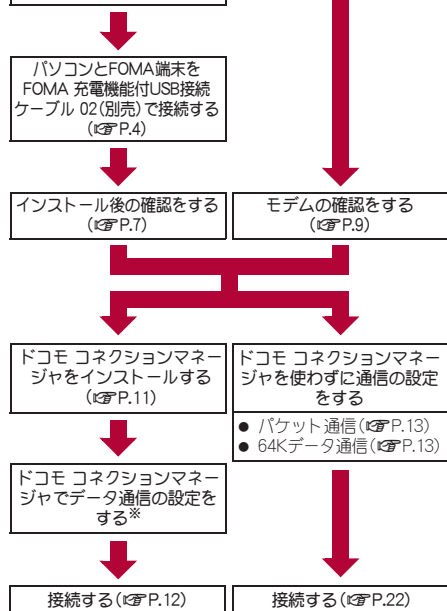 パソコンとFOMA端末を
FOMA 充電機能付USB接続
ケーブル 02(別売)で接続する
(☞P.4)
インストール後の確認をする
(☞P.7)
モデムの確認をする
(☞P.9)
ドコモ コネクションマネー
ジャをインストールする
(☞P.11)
ドコモ コネクションマネー
ジャを使わずに通信の設定
をする
● パケット通信(☞P.13)
● 64Kデータ通信(☞P.13)
ドコモ コネクションマネー
ジャでデータ通信の設定を
する※
接続する(☞P.12)
接続する(☞P.22)